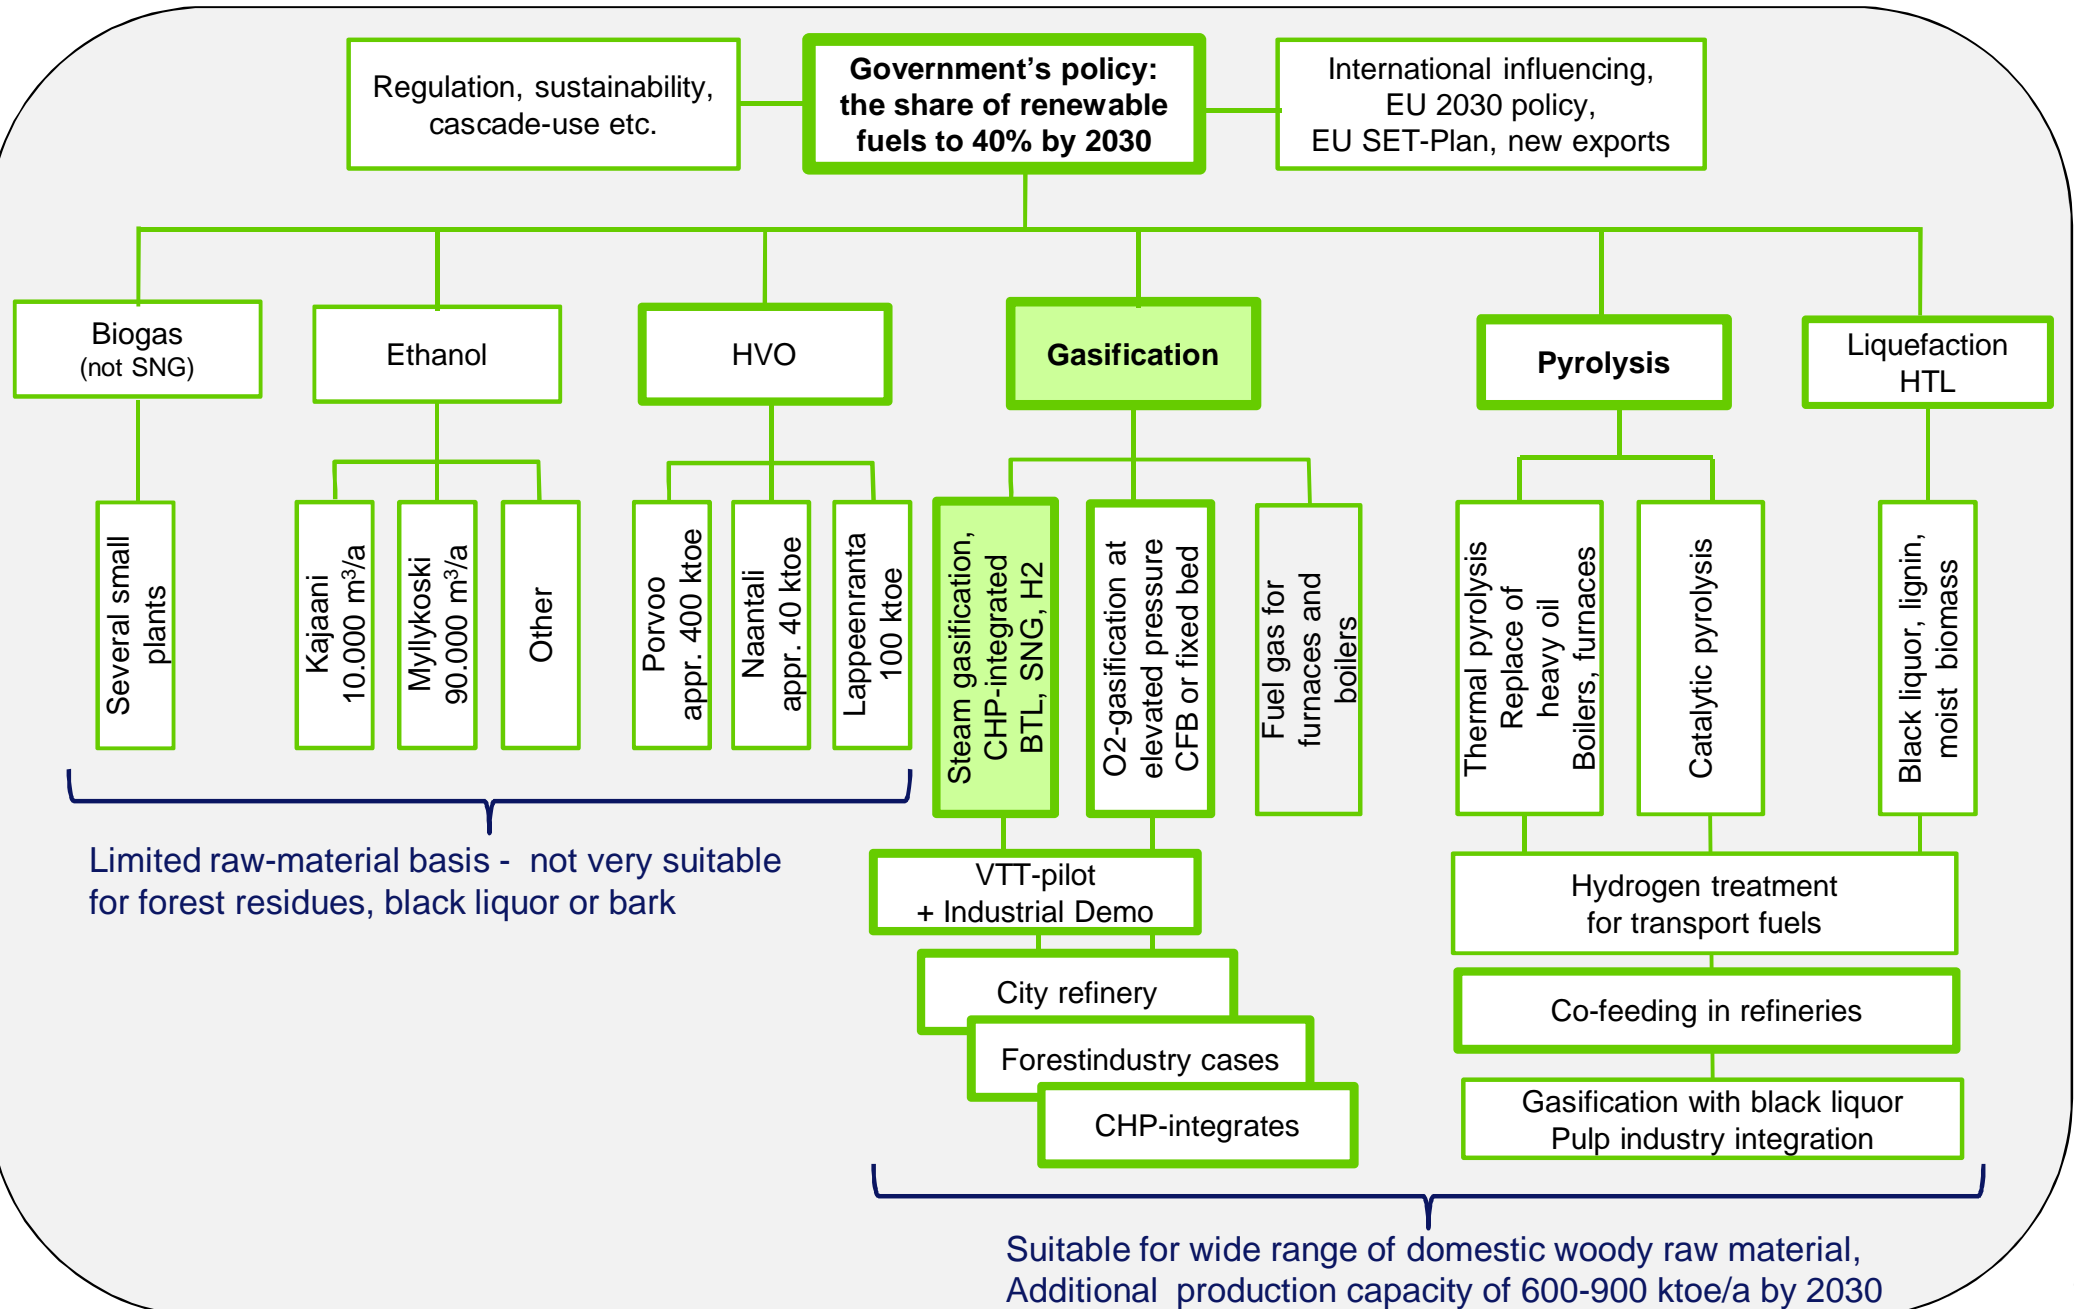 Regulation, sustainability,
cascade-use etc.
Government's policy:
the share of renewable
fuels to 40% by 2030
International influencing,
EU 2030 policy,
EU SET-Plan, new exports
Biogas
(not SNG)
Ethanol
HVO
Gasification
Pyrolysis
Liquefaction
HTL
Several small
plants
Kajaani
10.000 m³/a
Myllykoski
90.000 m³/a
Other
Porvoo
appr. 400 ktoe
Naantali
appr. 40 ktoe
Lappeenranta
100 ktoe
Steam gasification,
CHP-integrated
BTL, SNG, H2
O2-gasification at
elevated pressure
CFB or fixed bed
Fuel gas for
furnaces and
boilers
Thermal pyrolysis
Replace of
heavy oil
Boilers, furnaces
Catalytic pyrolysis
Black liquor, lignin,
moist biomass
Limited raw-material basis - not very suitable
for forest residues, black liquor or bark
VTT-pilot
+ Industrial Demo
City refinery
Forestindustry cases
CHP-integrates
Hydrogen treatment
for transport fuels
Co-feeding in refineries
Gasification with black liquor
Pulp industry integration
Suitable for wide range of domestic woody raw material,
Additional production capacity of 600-900 ktoe/a by 2030